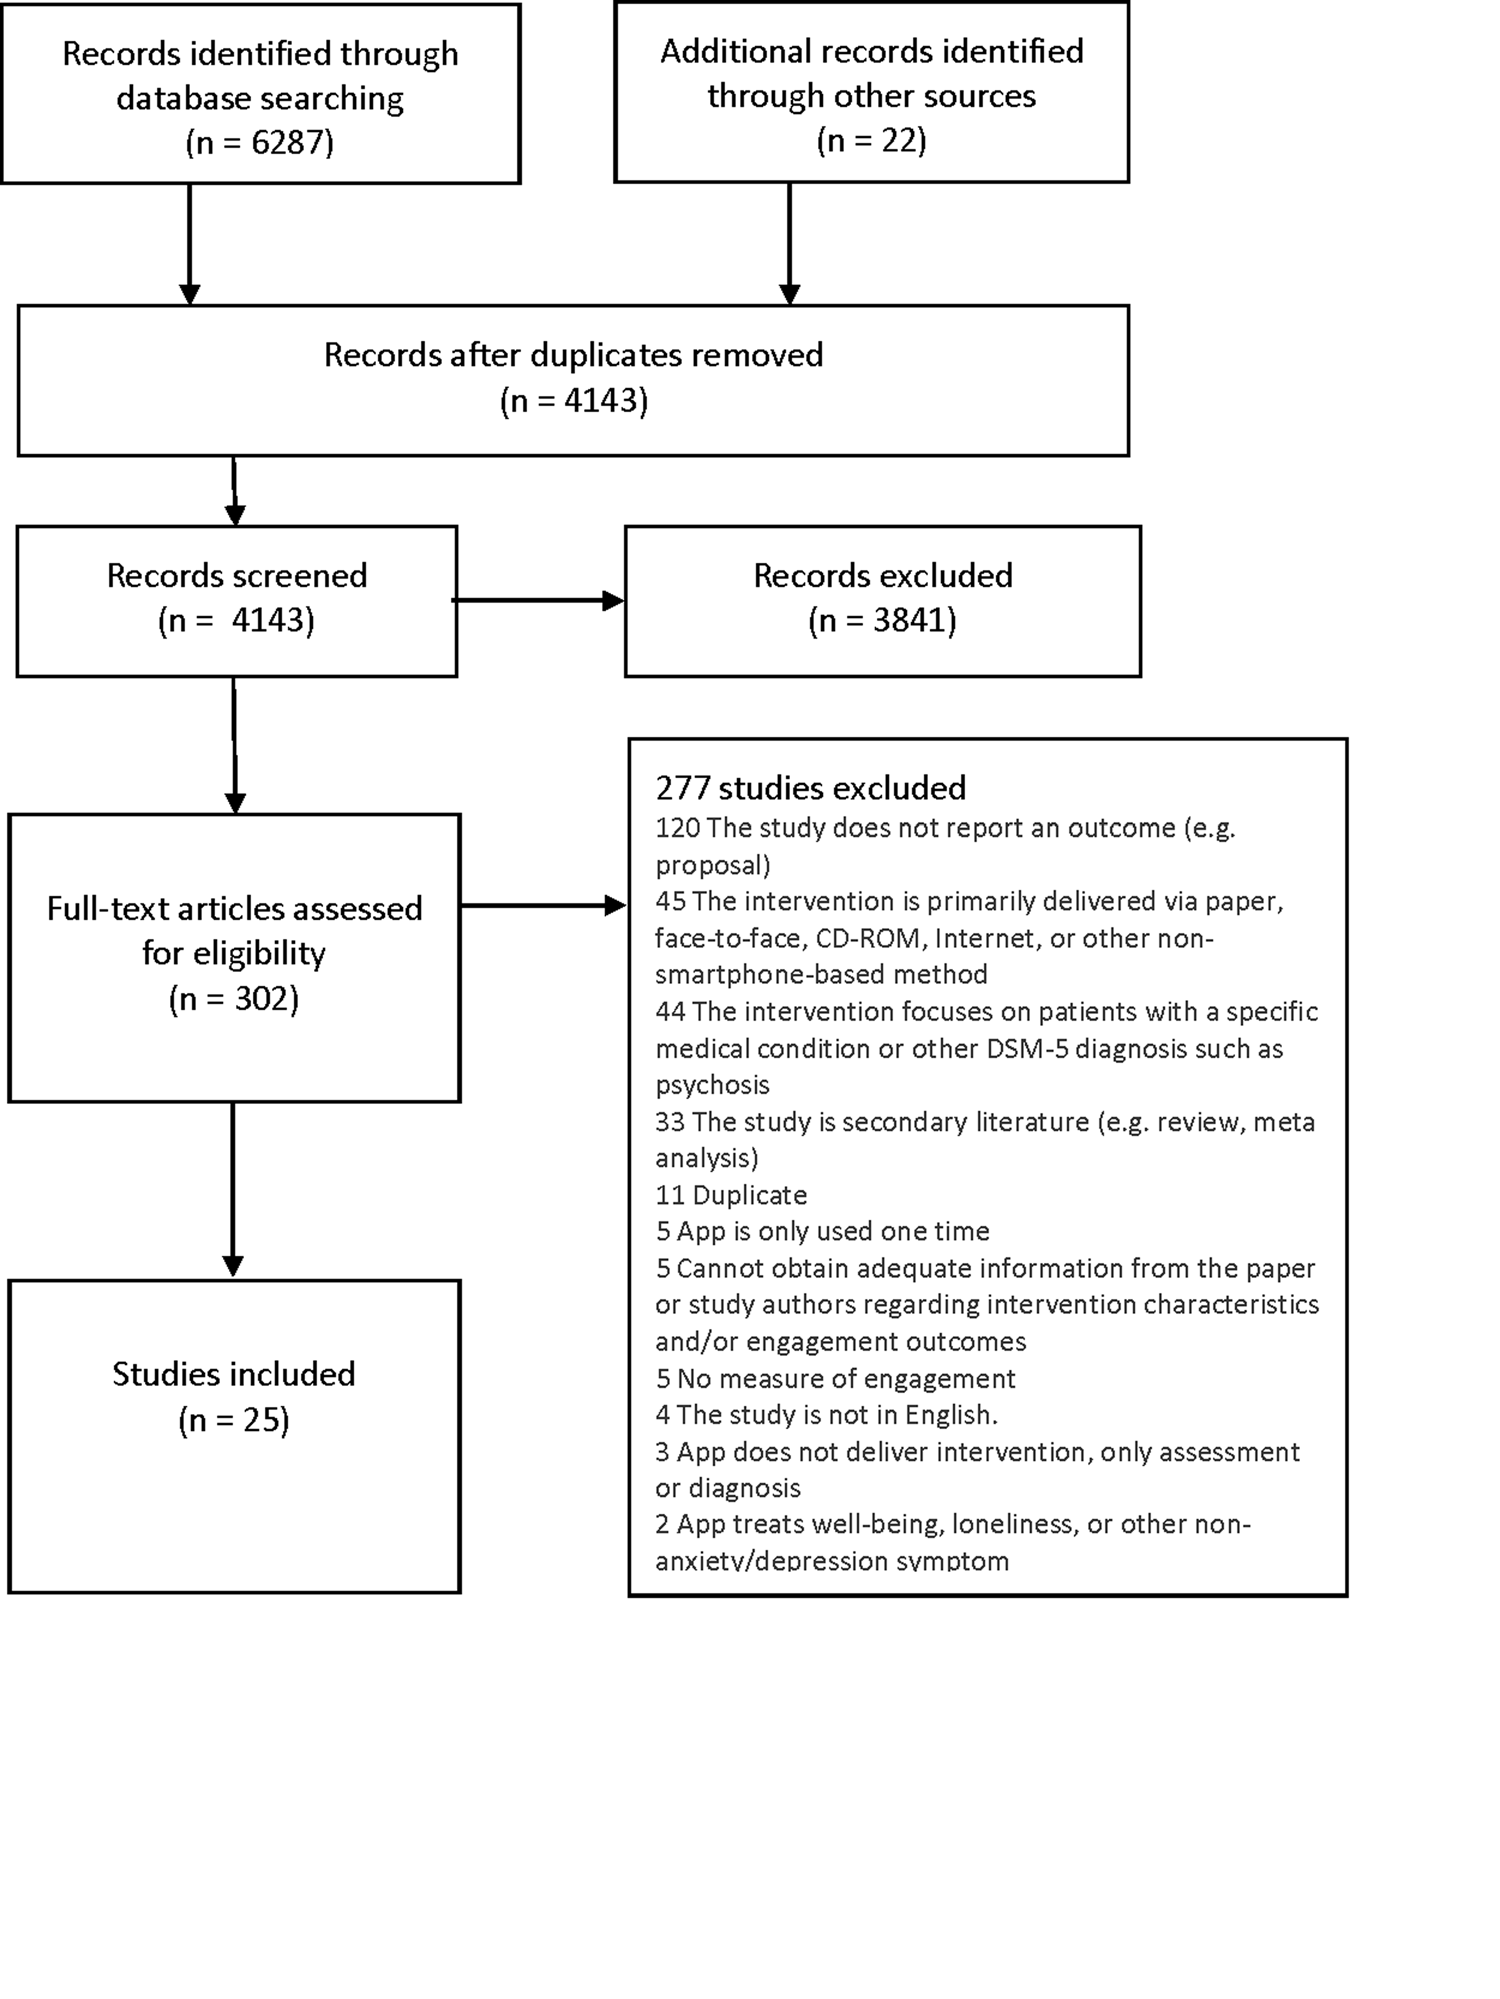 Records identified through
database searching
(n = 6287)
Additional records identified
through other sources
(n = 22)
Records after duplicates removed
(n = 4143)
Records screened
(n =  4143)
Records excluded
(n = 3841)
Full-text articles assessed
for eligibility
(n = 302)
277 studies excluded
120 The study does not report an outcome (e.g.
proposal)
45 The intervention is primarily delivered via paper,
face-to-face, CD-ROM, Internet, or other non-
smartphone-based method
44 The intervention focuses on patients with a specific
medical condition or other DSM-5 diagnosis such as
psychosis
33 The study is secondary literature (e.g. review, meta
analysis)
11 Duplicate
5 App is only used one time
5 Cannot obtain adequate information from the paper
or study authors regarding intervention characteristics
and/or engagement outcomes
5 No measure of engagement
4 The study is not in English.
3 App does not deliver intervention, only assessment
or diagnosis
2 App treats well-being, loneliness, or other non-
anxiety/depression symptom
Studies included
(n = 25)